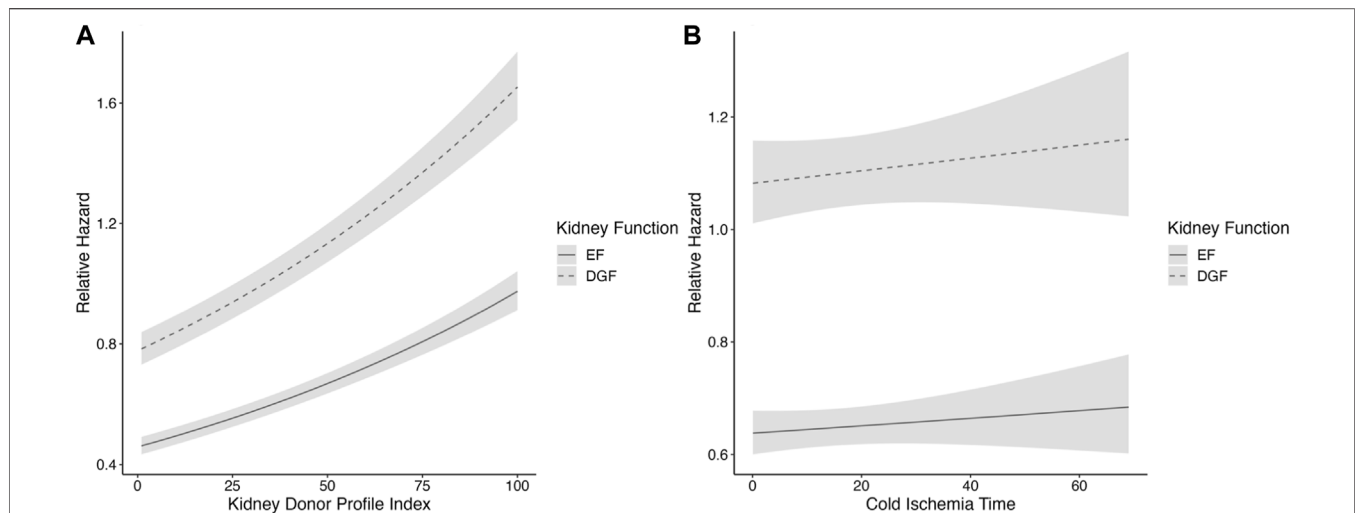 A
Relative Hazard
1.6
1.2
0.8
0.4
0 25 50 75 100
Kidney Donor Profile Index
Kidney Function
EF
DGF
B
Relative Hazard
1.2
1.0
0.8
0.6
0 20 40 60
Cold Ischemia Time
Kidney Function
EF
DGF